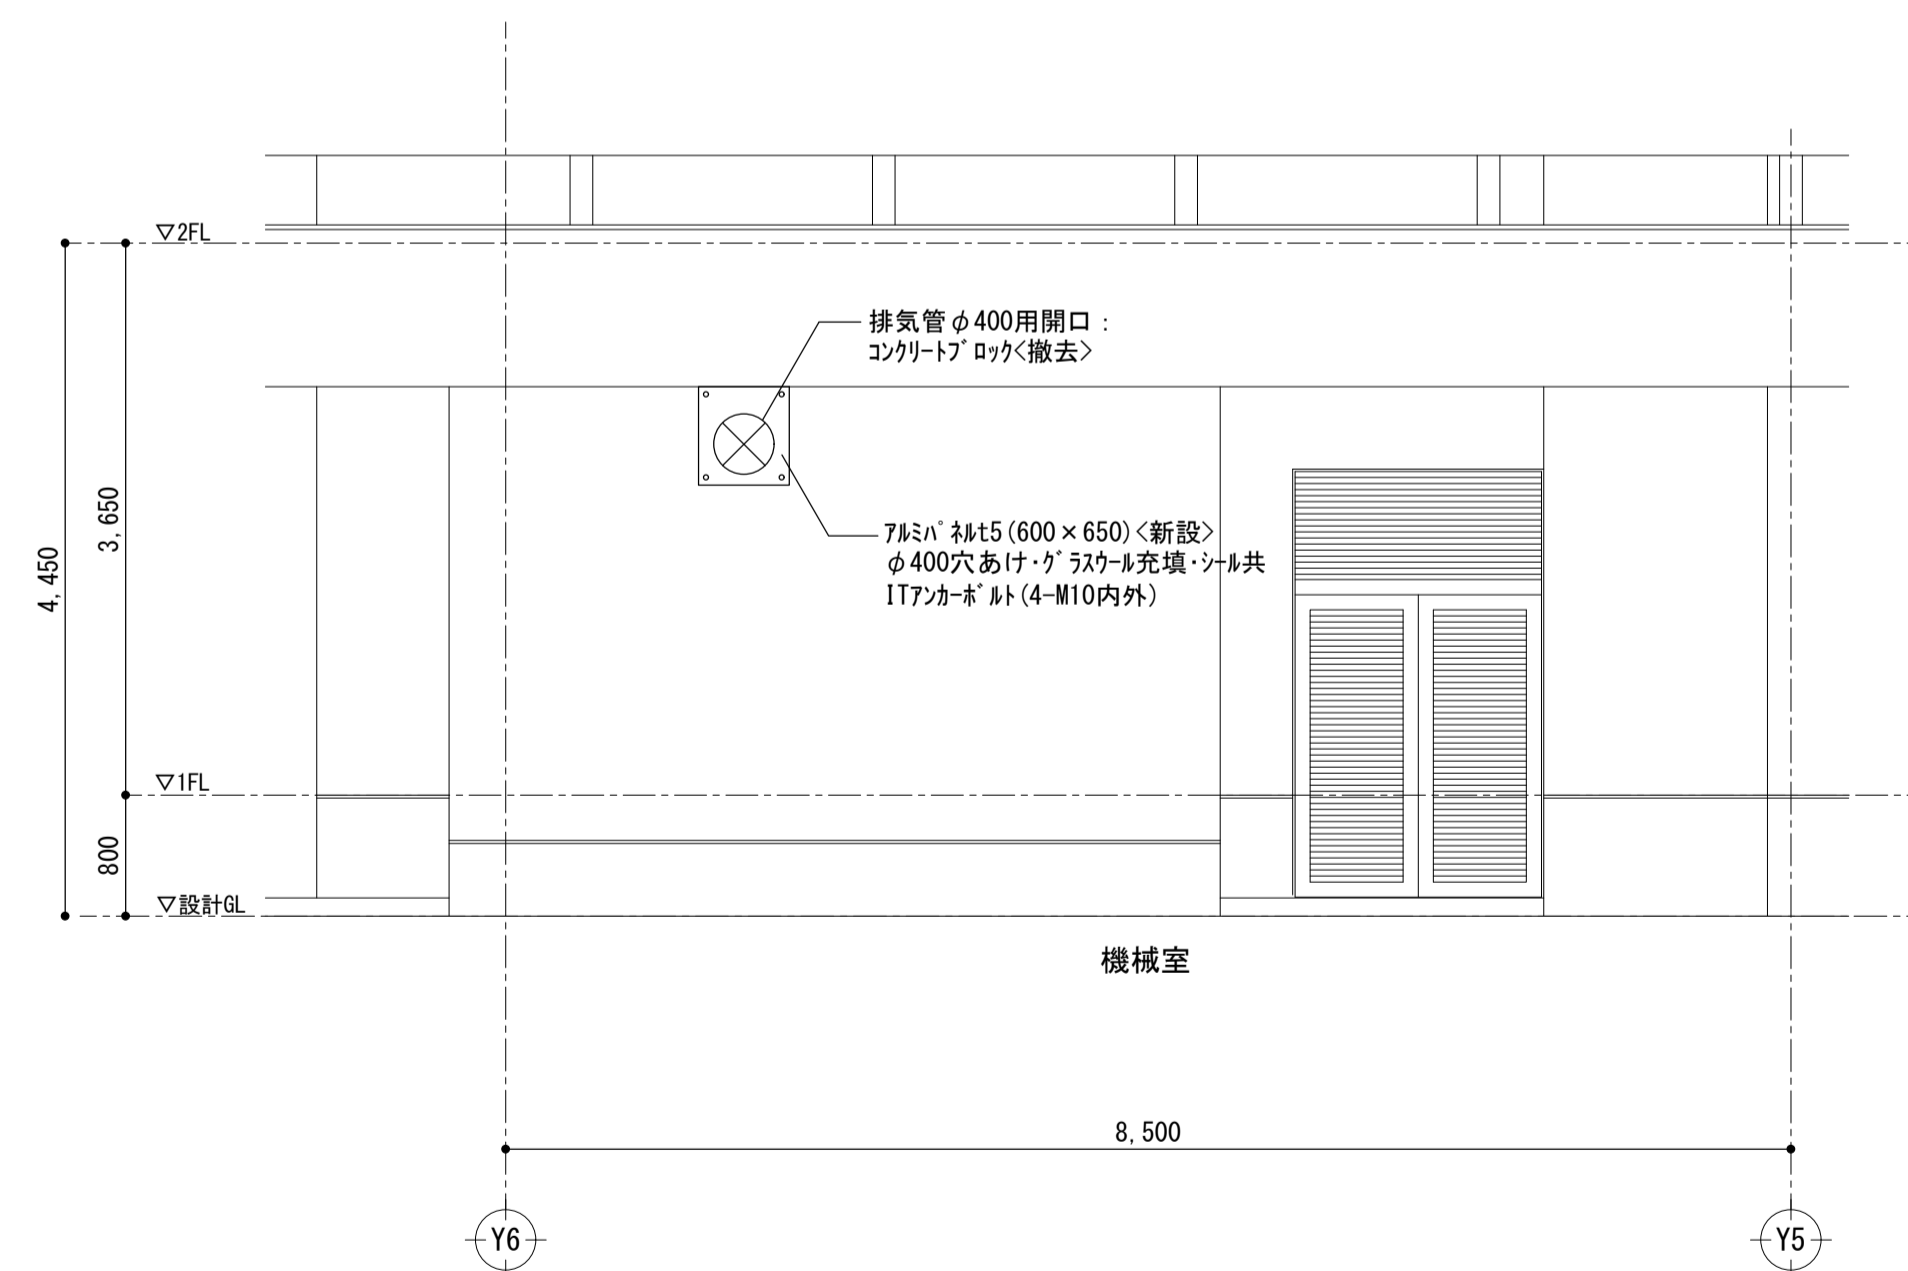 ▽2FL
排気管φ400用開口：
ｺﾝｸﾘｰﾄﾌﾞﾛｯｸ<撤去>
3,650
4,450
ｱﾙﾐﾊﾟﾈﾙt5(600×650)<新設>
φ400穴あけ･ｸﾞﾗｽｳｰﾙ充填･ｼｰﾙ共
ITｱﾝｶｰﾎﾞﾙﾄ(4-M10内外)
▽1FL
800
▽設計GL
機械室
8,500
Y6
Y5